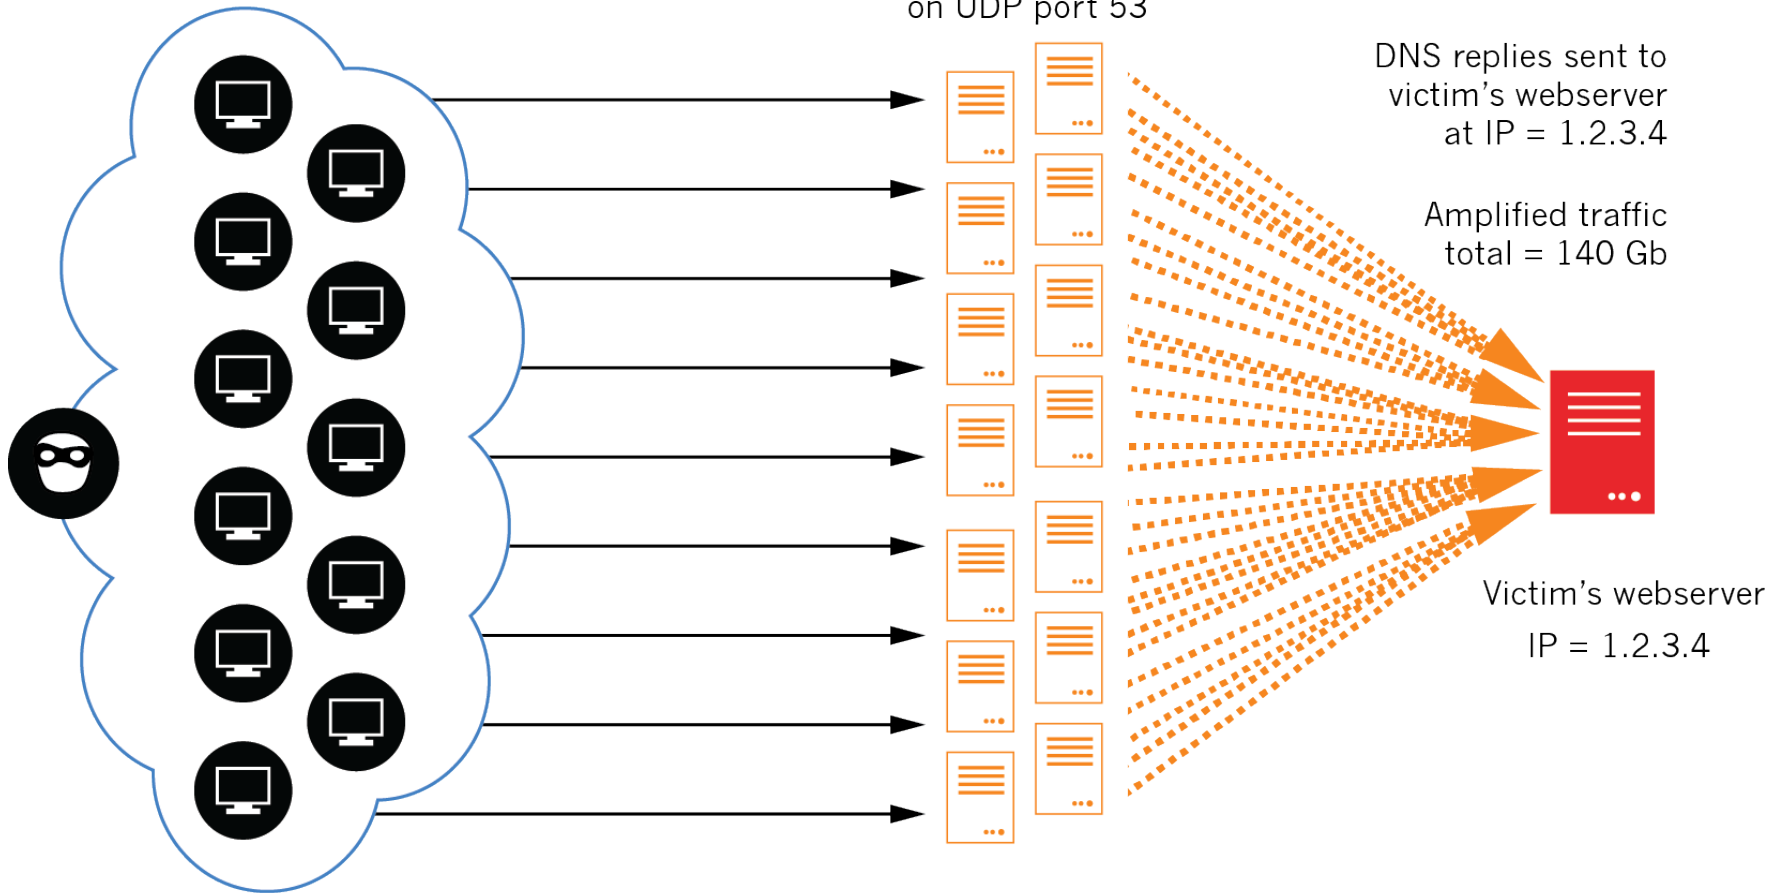 on UDP port 53
DNS replies sent to
victim’s webserver
at IP = 1.2.3.4
Amplified traffic
total = 140 Gb
Victim’s webserver
IP = 1.2.3.4